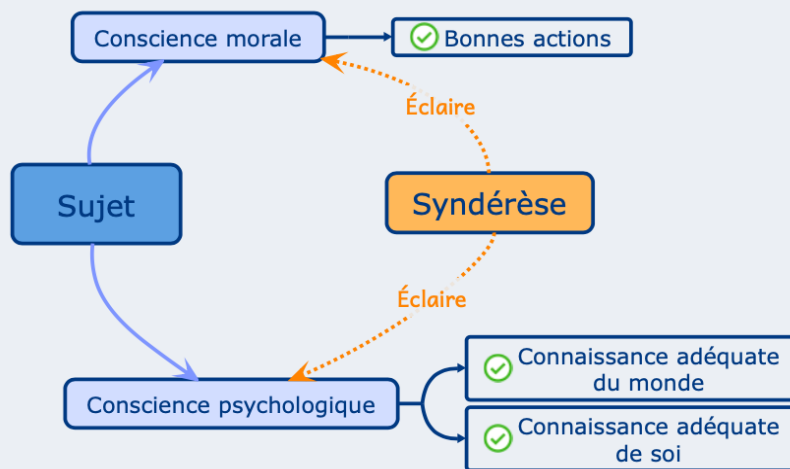 Conscience morale
Bonnes actions
Éclaire
Sujet
Syndérèse
Éclaire
Connaissance adéquate
du monde
Conscience psychologique
Connaissance adéquate
de soi